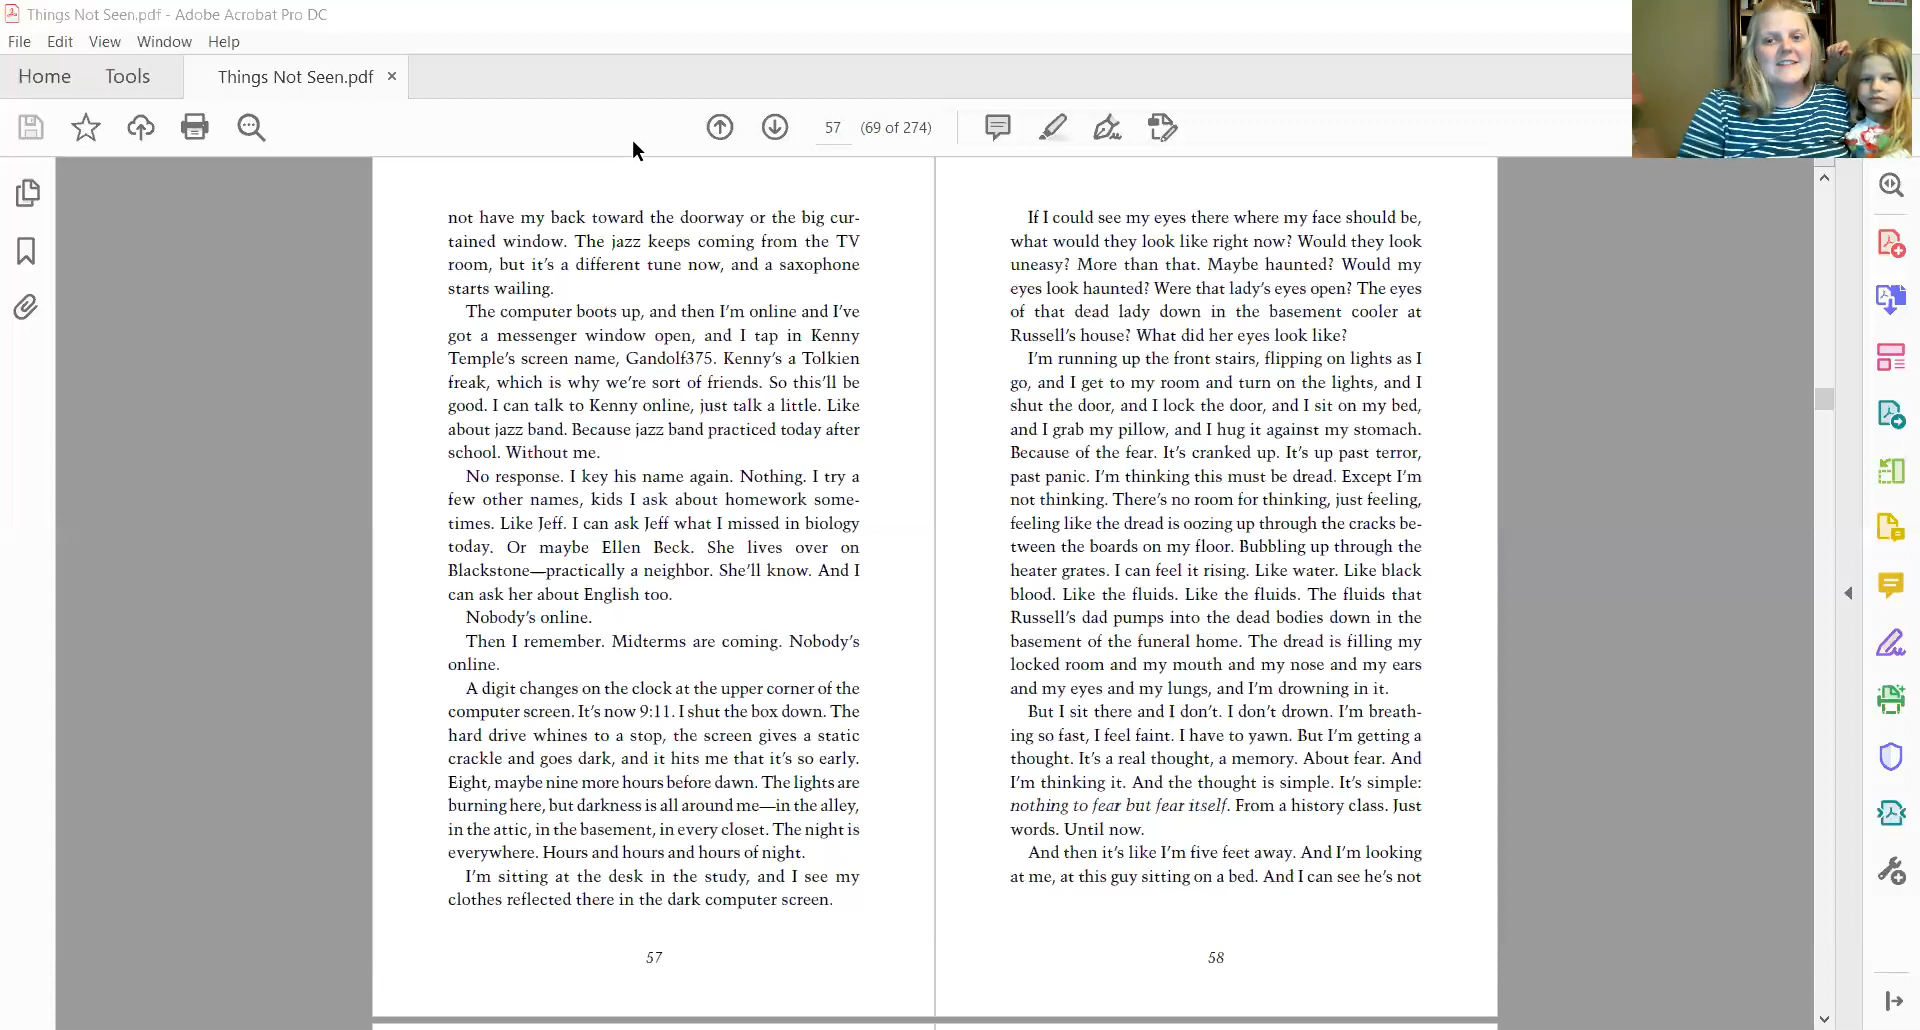 Things Not Seen.pdf - Adobe Acrobat Pro DC
File Edit View Window Help
Home Tools Things Not Seen.pdf ×
57 (69 of 274)
not have my back toward the doorway or the big cur-
tained window. The jazz keeps coming from the TV
room, but it's a different tune now, and a saxophone
starts wailing.
The computer boots up, and then I'm online and I've
got a messenger window open, and I tap in Kenny
Temple's screen name, Gandolf375. Kenny's a Tolkien
freak, which is why we're sort of friends. So this'll be
good. I can talk to Kenny online, just talk a little. Like
about jazz band. Because jazz band practiced today after
school. Without me.
No response. I key his name again. Nothing. I try a
few other names, kids I ask about homework some-
times. Like Jeff. I can ask Jeff what I missed in biology
today. Or maybe Ellen Beck. She lives over on
Blackstone—practically a neighbor. She'll know. And I
can ask her about English too.
Nobody's online.
Then I remember. Midterms are coming. Nobody's
online.
A digit changes on the clock at the upper corner of the
computer screen. It's now 9:11. I shut the box down. The
hard drive whines to a stop, the screen gives a static
crackle and goes dark, and it hits me that it's so early.
Eight, maybe nine more hours before dawn. The lights are
burning here, but darkness is all around me—in the alley,
in the attic, in the basement, in every closet. The night is
everywhere. Hours and hours and hours of night.
I'm sitting at the desk in the study, and I see my
clothes reflected there in the dark computer screen.
57
If I could see my eyes there where my face should be,
what would they look like right now? Would they look
uneasy? More than that. Maybe haunted? Would my
eyes look haunted? Were that lady's eyes open? The eyes
of that dead lady down in the basement cooler at
Russell's house? What did her eyes look like?
I'm running up the front stairs, flipping on lights as I
go, and I get to my room and turn on the lights, and I
shut the door, and I lock the door, and I sit on my bed,
and I grab my pillow, and I hug it against my stomach.
Because of the fear. It's cranked up. It's up past terror,
past panic. I'm thinking this must be dread. Except I'm
not thinking. There's no room for thinking, just feeling,
feeling like the dread is oozing up through the cracks be-
tween the boards on my floor. Bubbling up through the
heater grates. I can feel it rising. Like water. Like black
blood. Like the fluids. Like the fluids. The fluids that
Russell's dad pumps into the dead bodies down in the
basement of the funeral home. The dread is filling my
locked room and my mouth and my nose and my ears
and my eyes and my lungs, and I'm drowning in it.
But I sit there and I don't. I don't drown. I'm breath-
ing so fast, I feel faint. I have to yawn. But I'm getting a
thought. It's a real thought, a memory. About fear. And
I'm thinking it. And the thought is simple. It's simple:
nothing to fear but fear itself. From a history class. Just
words. Until now.
And then it's like I'm five feet away. And I'm looking
at me, at this guy sitting on a bed. And I can see he's not
58